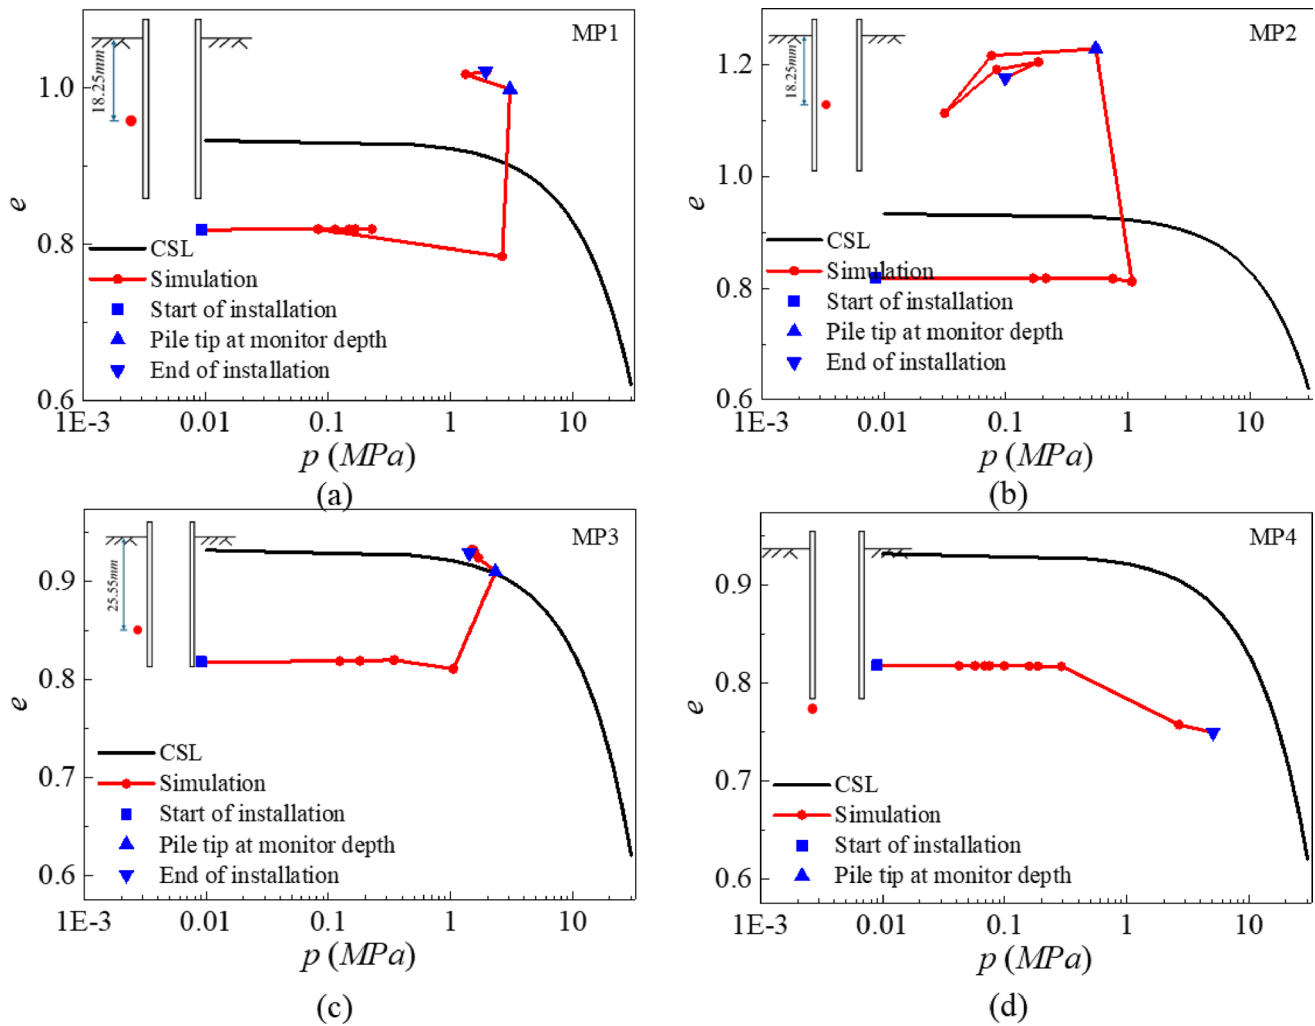 MP1
18.25mm
1.0
0.8
0.6
e
CSL
Simulation
Start of installation
Pile tip at monitor depth
End of installation
1E-3 0.01 0.1 1 10
p (MPa)
(a)
MP2
18.25mm
1.2
1.0
0.8
0.6
e
CSL
Simulation
Start of installation
Pile tip at monitor depth
End of installation
1E-3 0.01 0.1 1 10
p (MPa)
(b)
MP3
25.55mm
0.9
0.8
0.7
0.6
e
CSL
Simulation
Start of installation
Pile tip at monitor depth
End of installation
1E-3 0.01 0.1 1 10
p (MPa)
(c)
MP4
0.9
0.8
0.7
0.6
e
CSL
Simulation
Start of installation
Pile tip at monitor depth
1E-3 0.01 0.1 1 10
p (MPa)
(d)